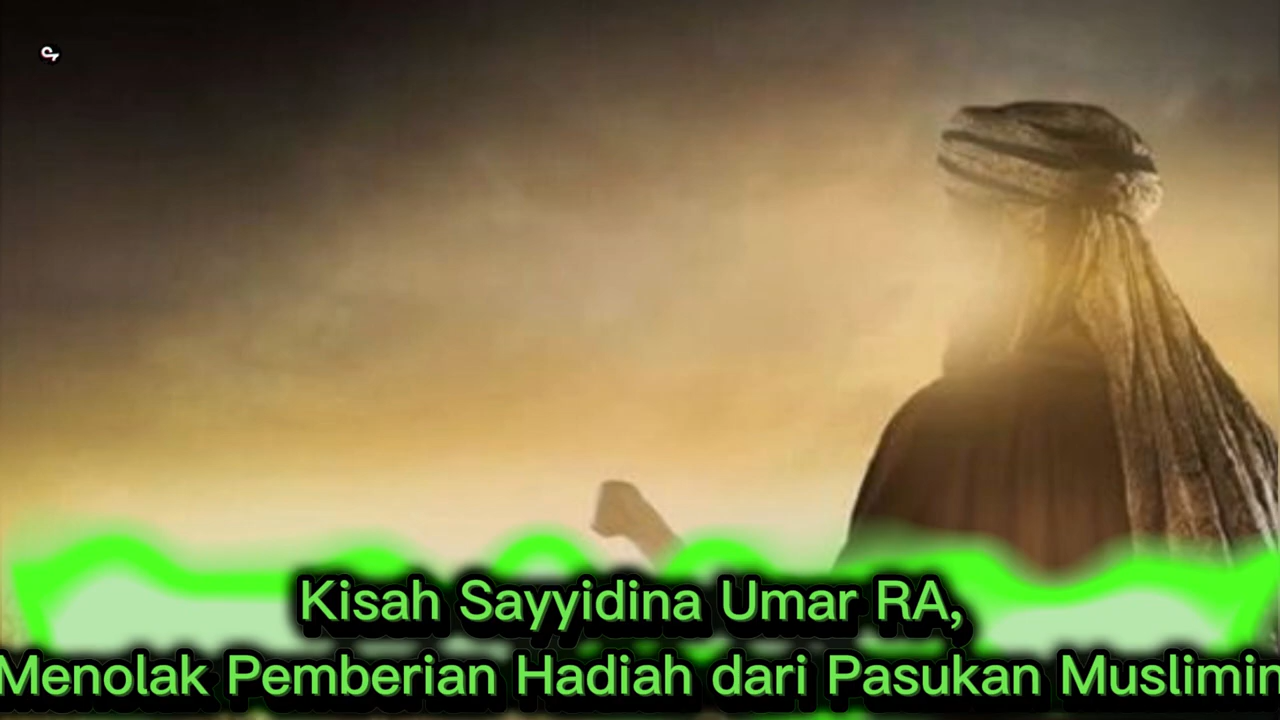 Kisah Sayyidina Umar RA,
Menolak Pemberian Hadiah dari Pasukan Muslimin